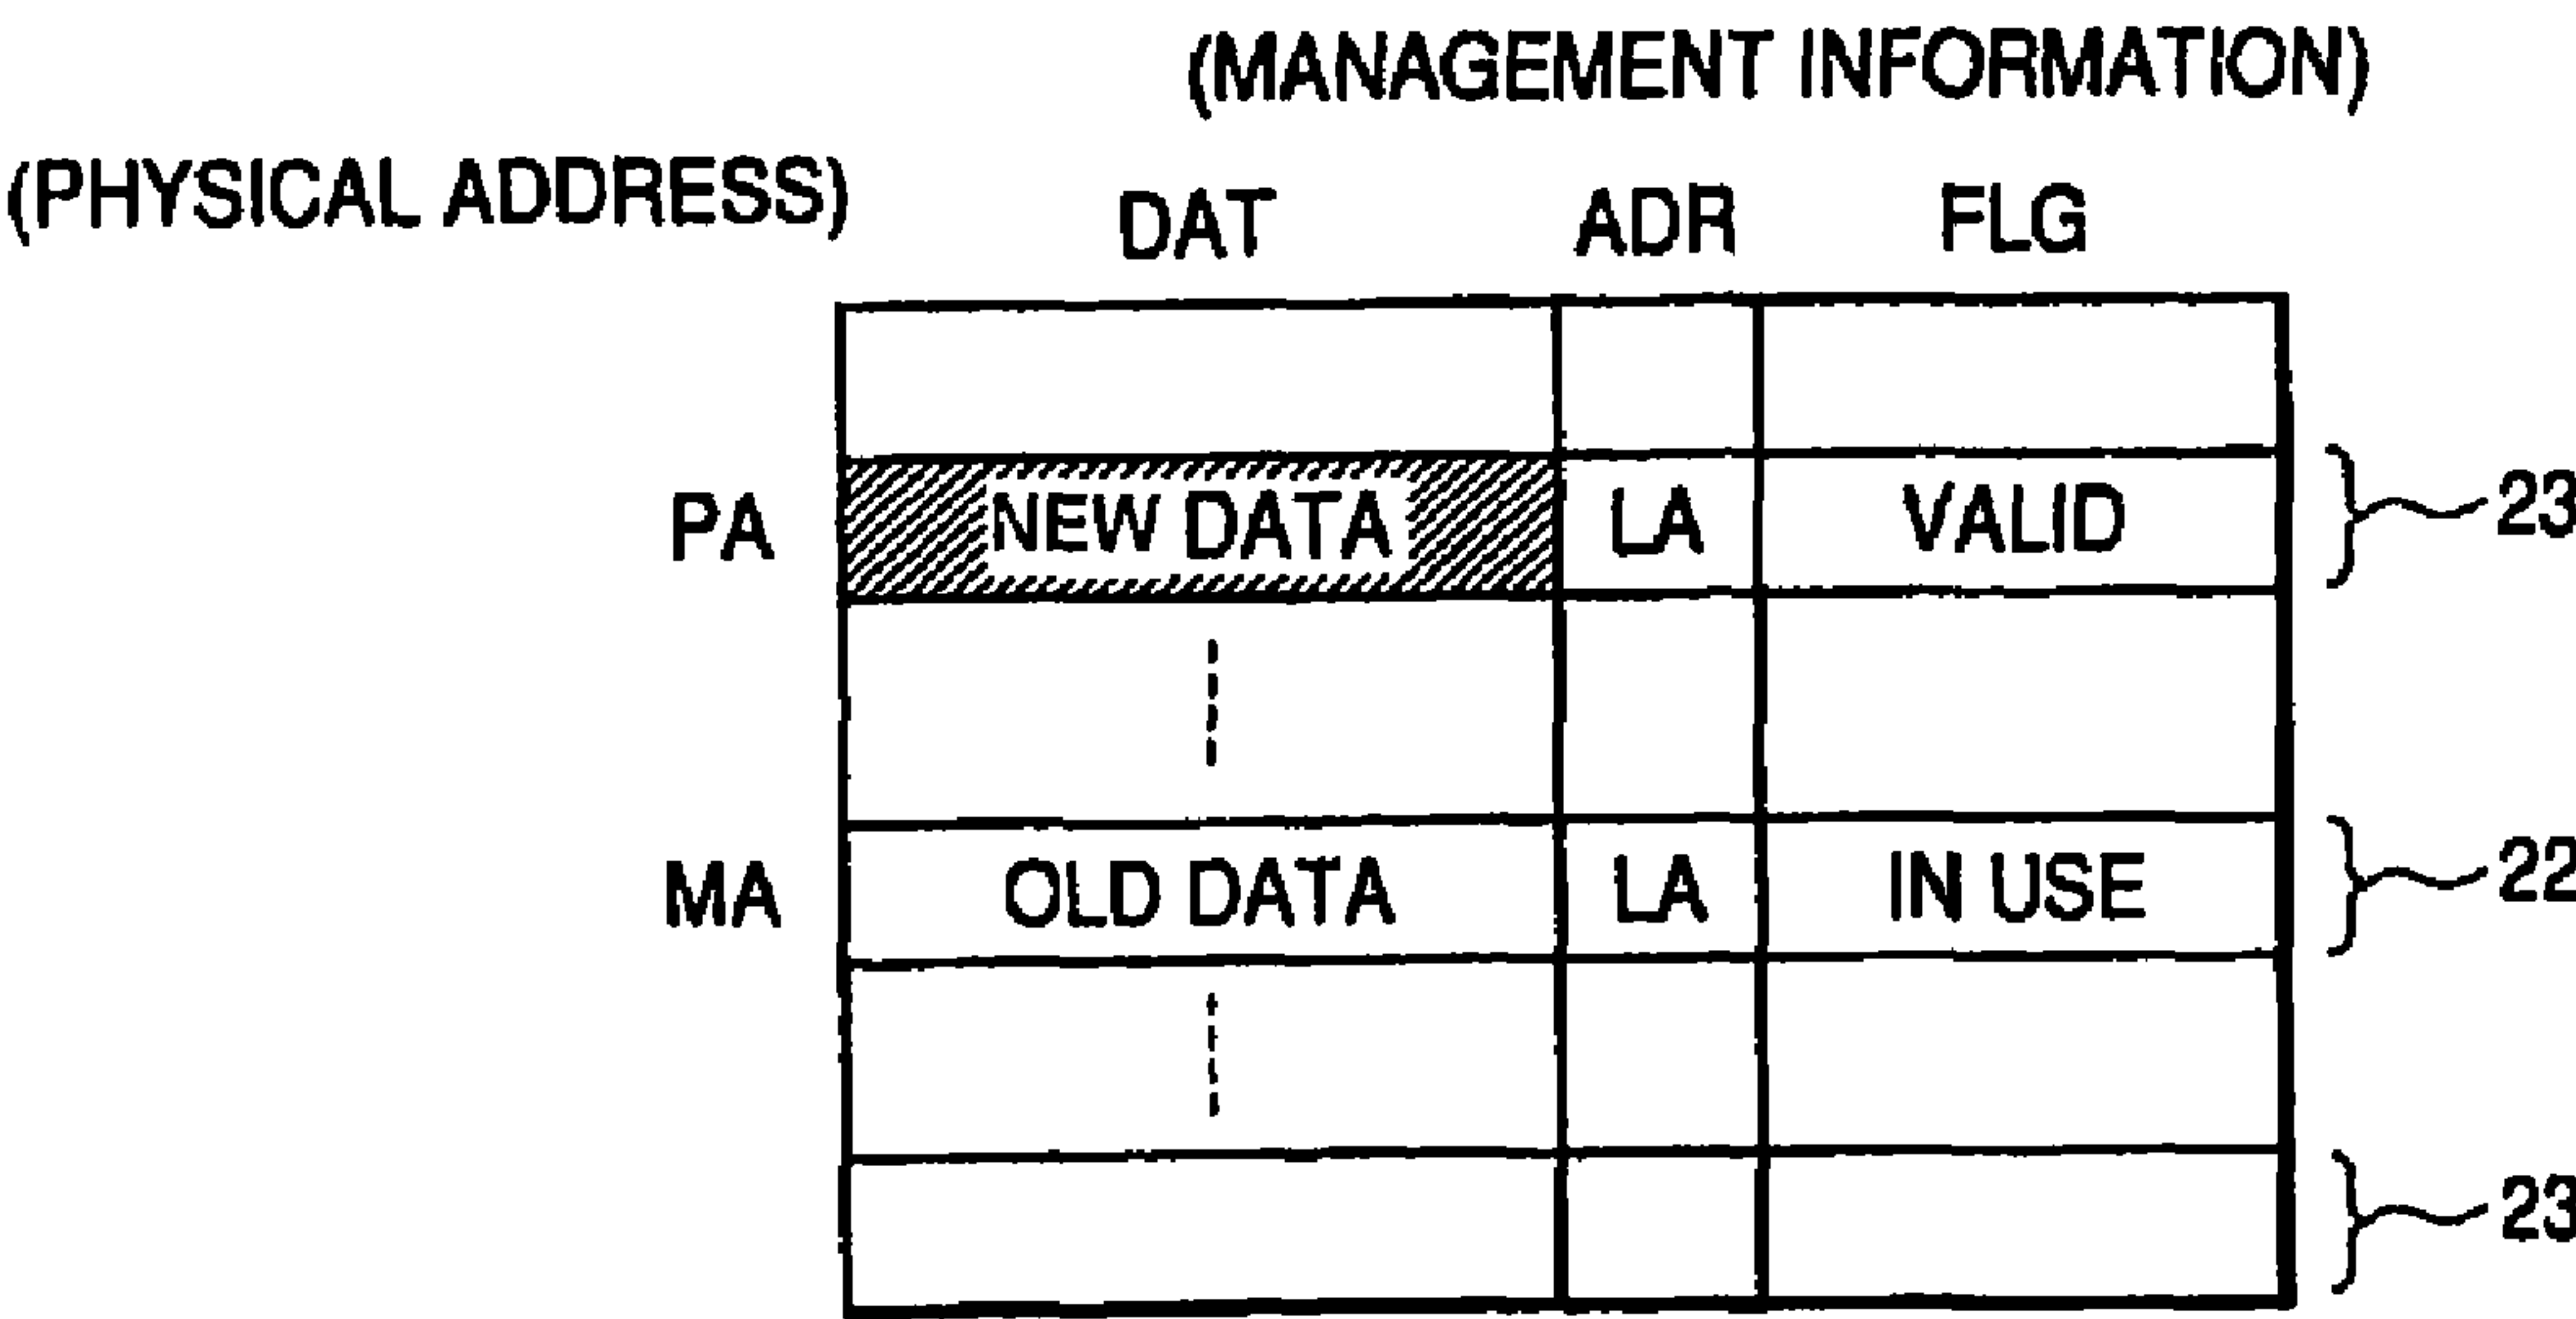 (MANAGEMENT INFORMATION)
(PHYSICAL ADDRESS) DAT ADR FLG
PA NEW DATA LA VALID 23
MA OLD DATA LA IN USE 22
23